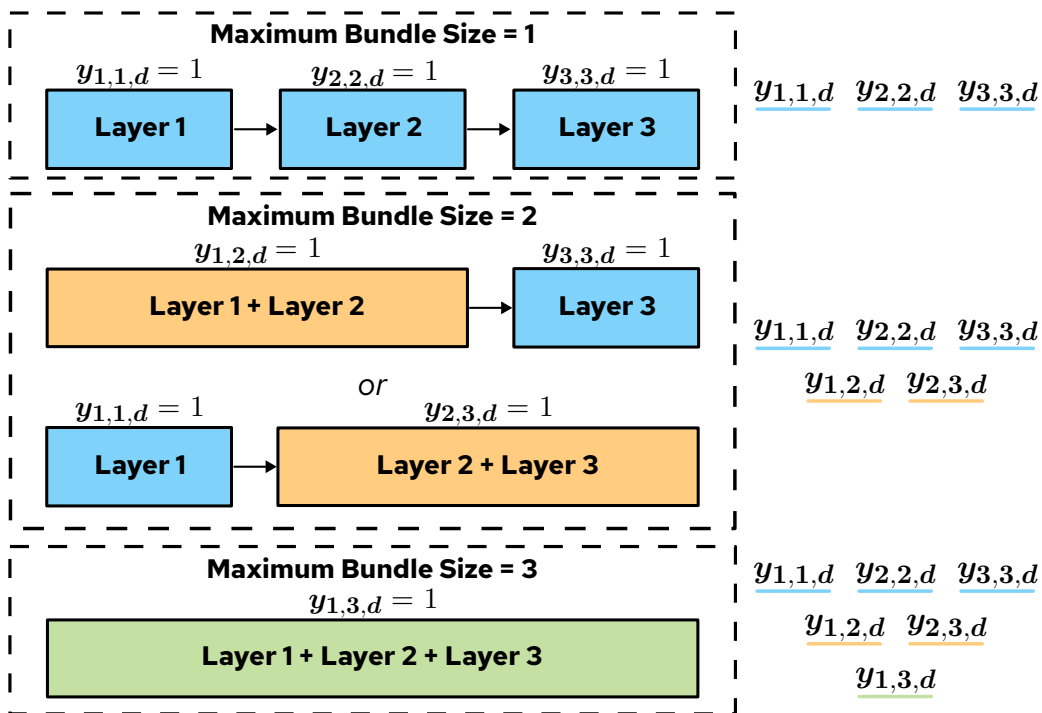 Maximum Bundle Size = 1
y1,1,d = 1 y2,2,d = 1 y3,3,d = 1
Layer 1 Layer 2 Layer 3
y1,1,d y2,2,d y3,3,d
Maximum Bundle Size = 2
y1,2,d = 1 y3,3,d = 1
Layer 1 + Layer 2 Layer 3
or
y1,1,d = 1 y2,3,d = 1
Layer 1 Layer 2 + Layer 3
y1,1,d y2,2,d y3,3,d
y1,2,d y2,3,d
Maximum Bundle Size = 3
y1,3,d = 1
Layer 1 + Layer 2 + Layer 3
y1,1,d y2,2,d y3,3,d
y1,2,d y2,3,d
y1,3,d